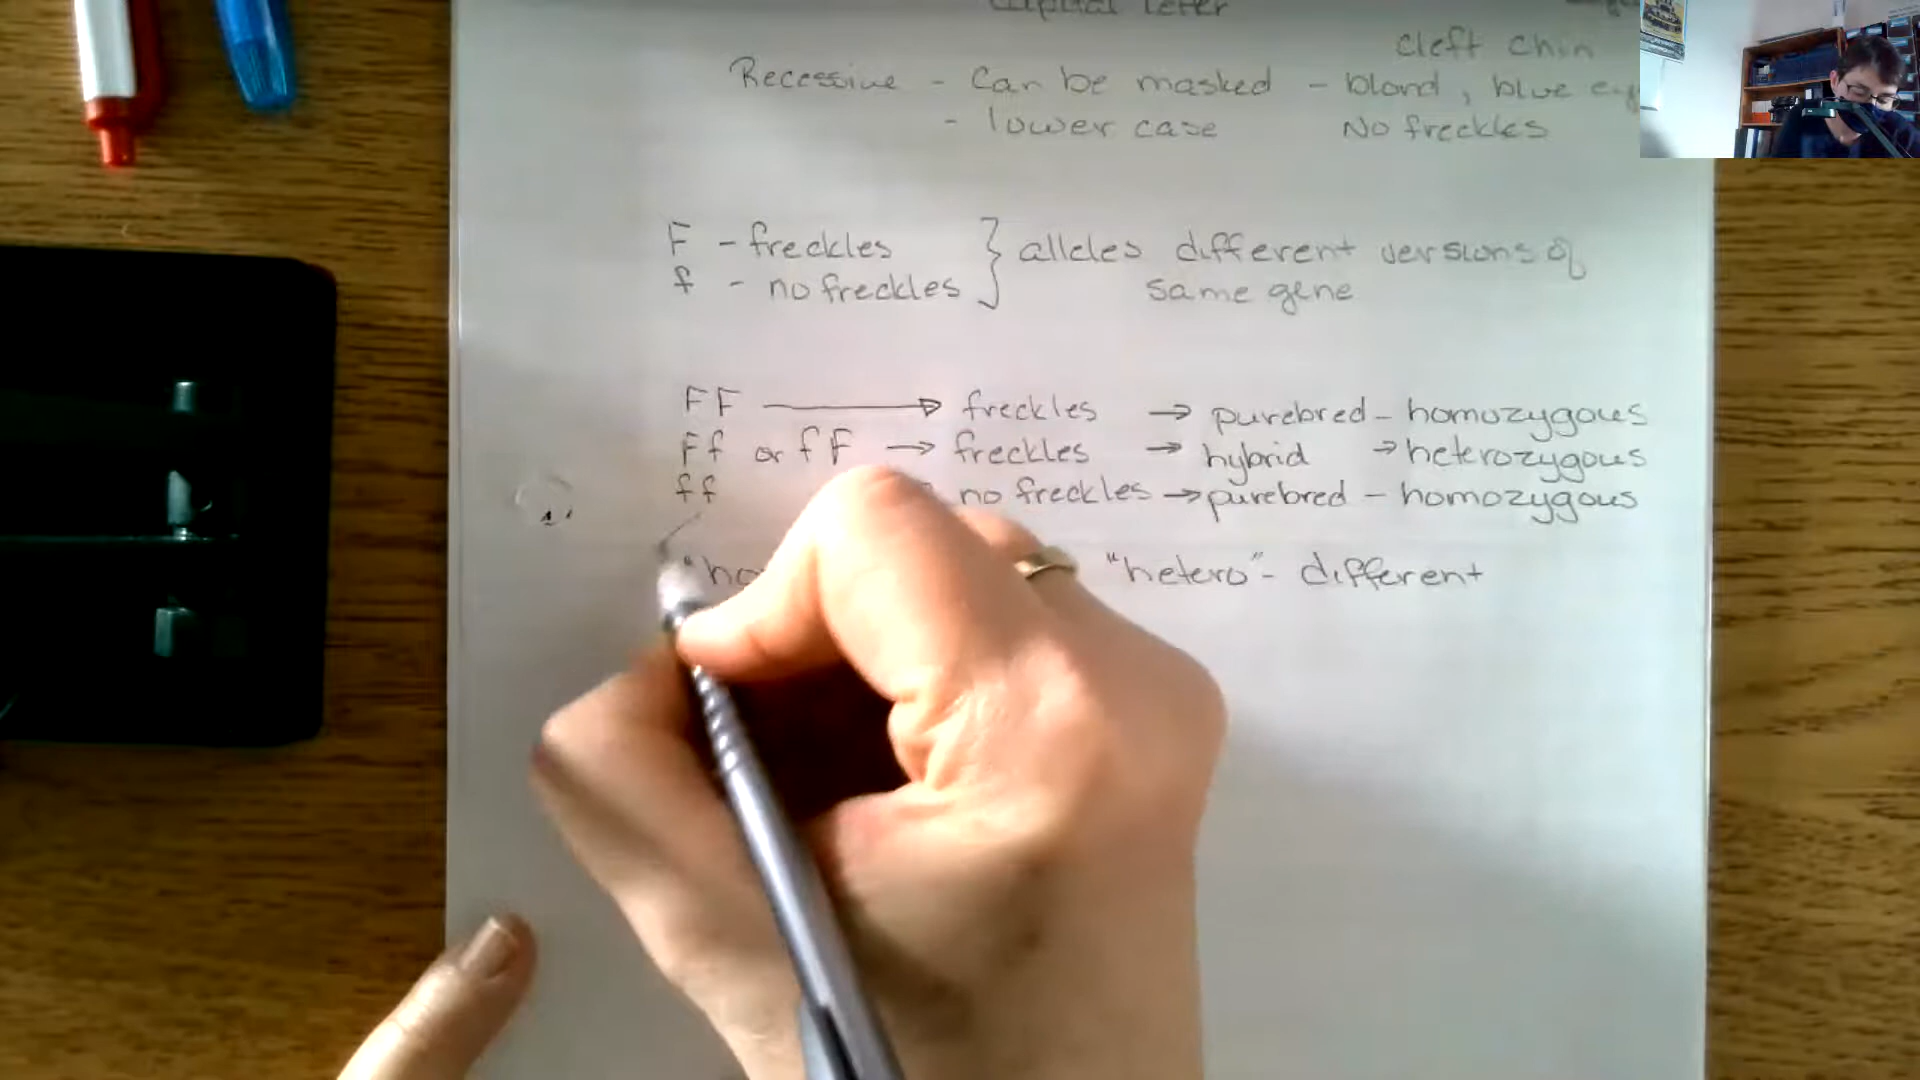 Capital letter
cleft chin
Recessive - Can be masked - blond, blue
- lower case No freckles
F - freckles } alleles different versions of
f - no freckles same gene
FF → freckles → purebred - homozygous
Ff or fF → freckles → hybrid → heterozygous
ff no freckles → purebred - homozygous
"hetero" - different